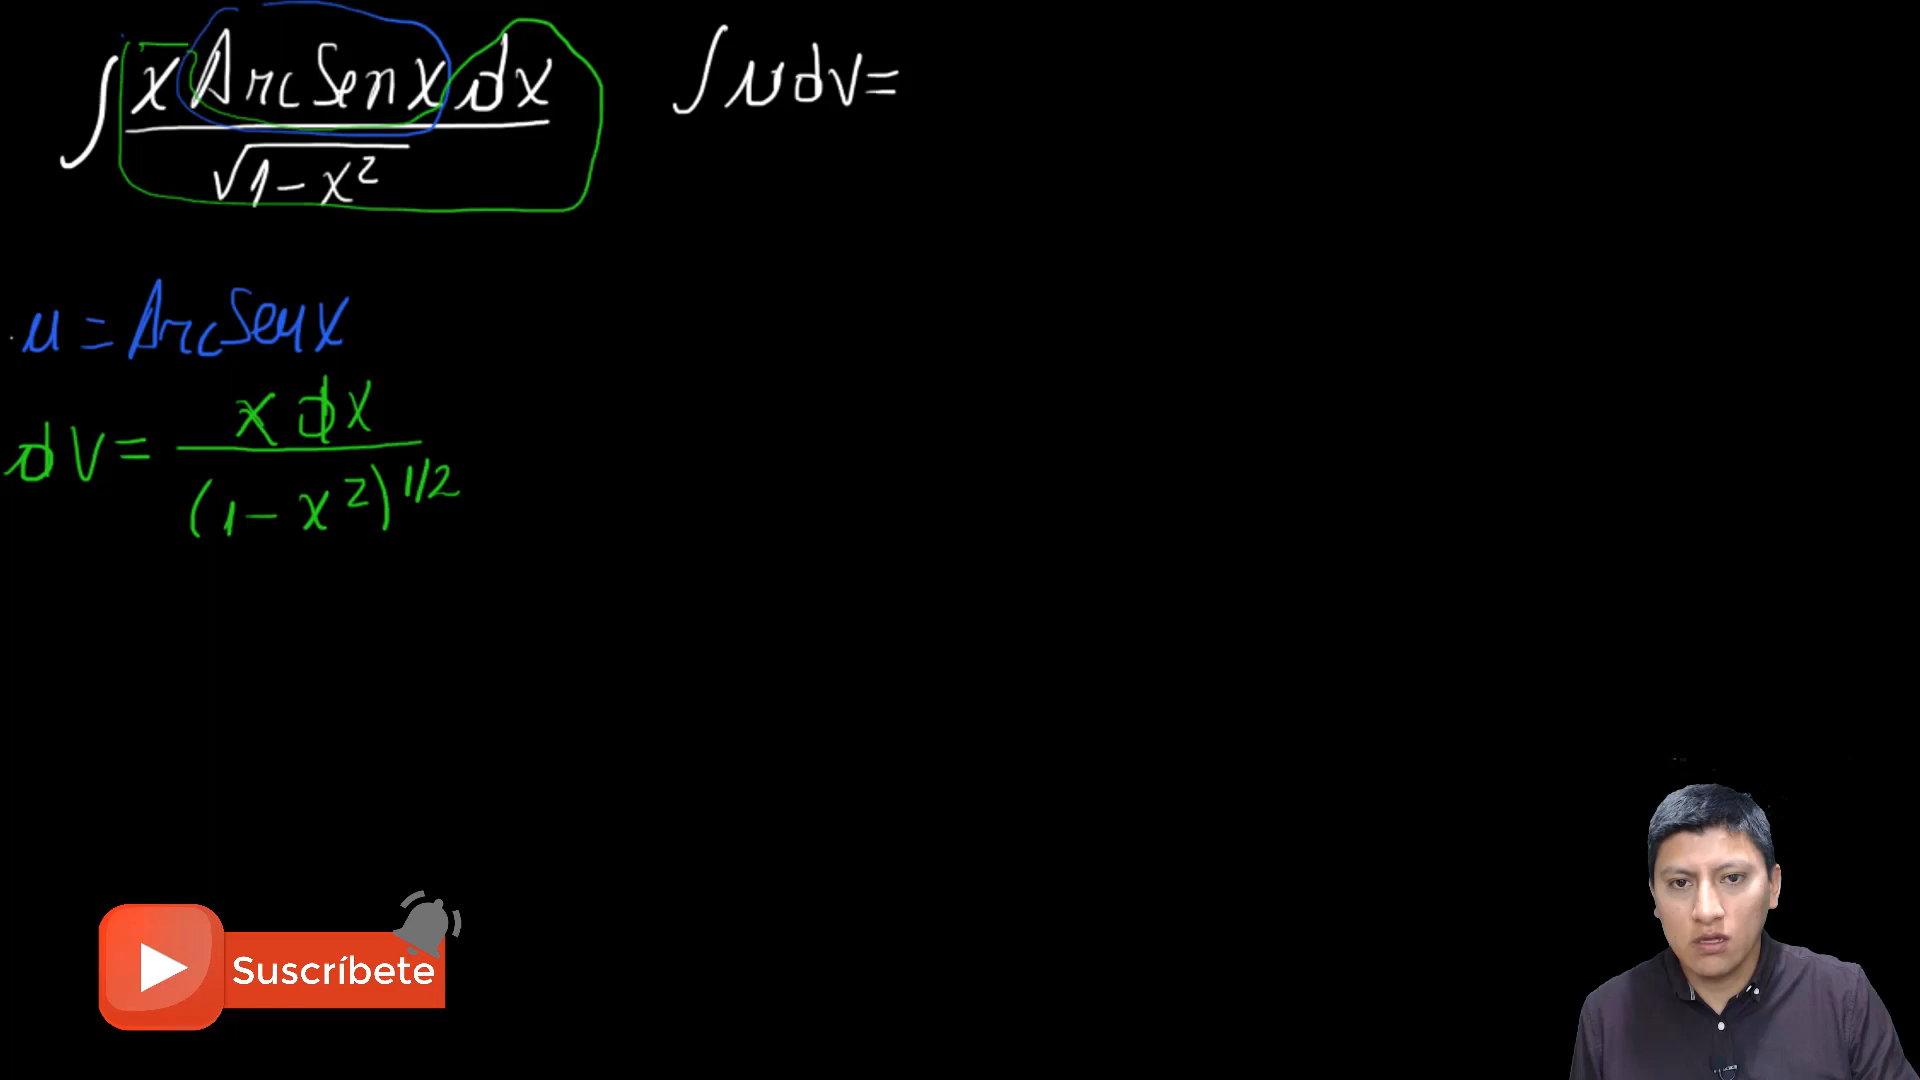 ∫ x ArcSen x dx / √1-x² ∫ u dv =
u = ArcSen x
dv = x dx / (1-x²)^1/2
Suscríbete